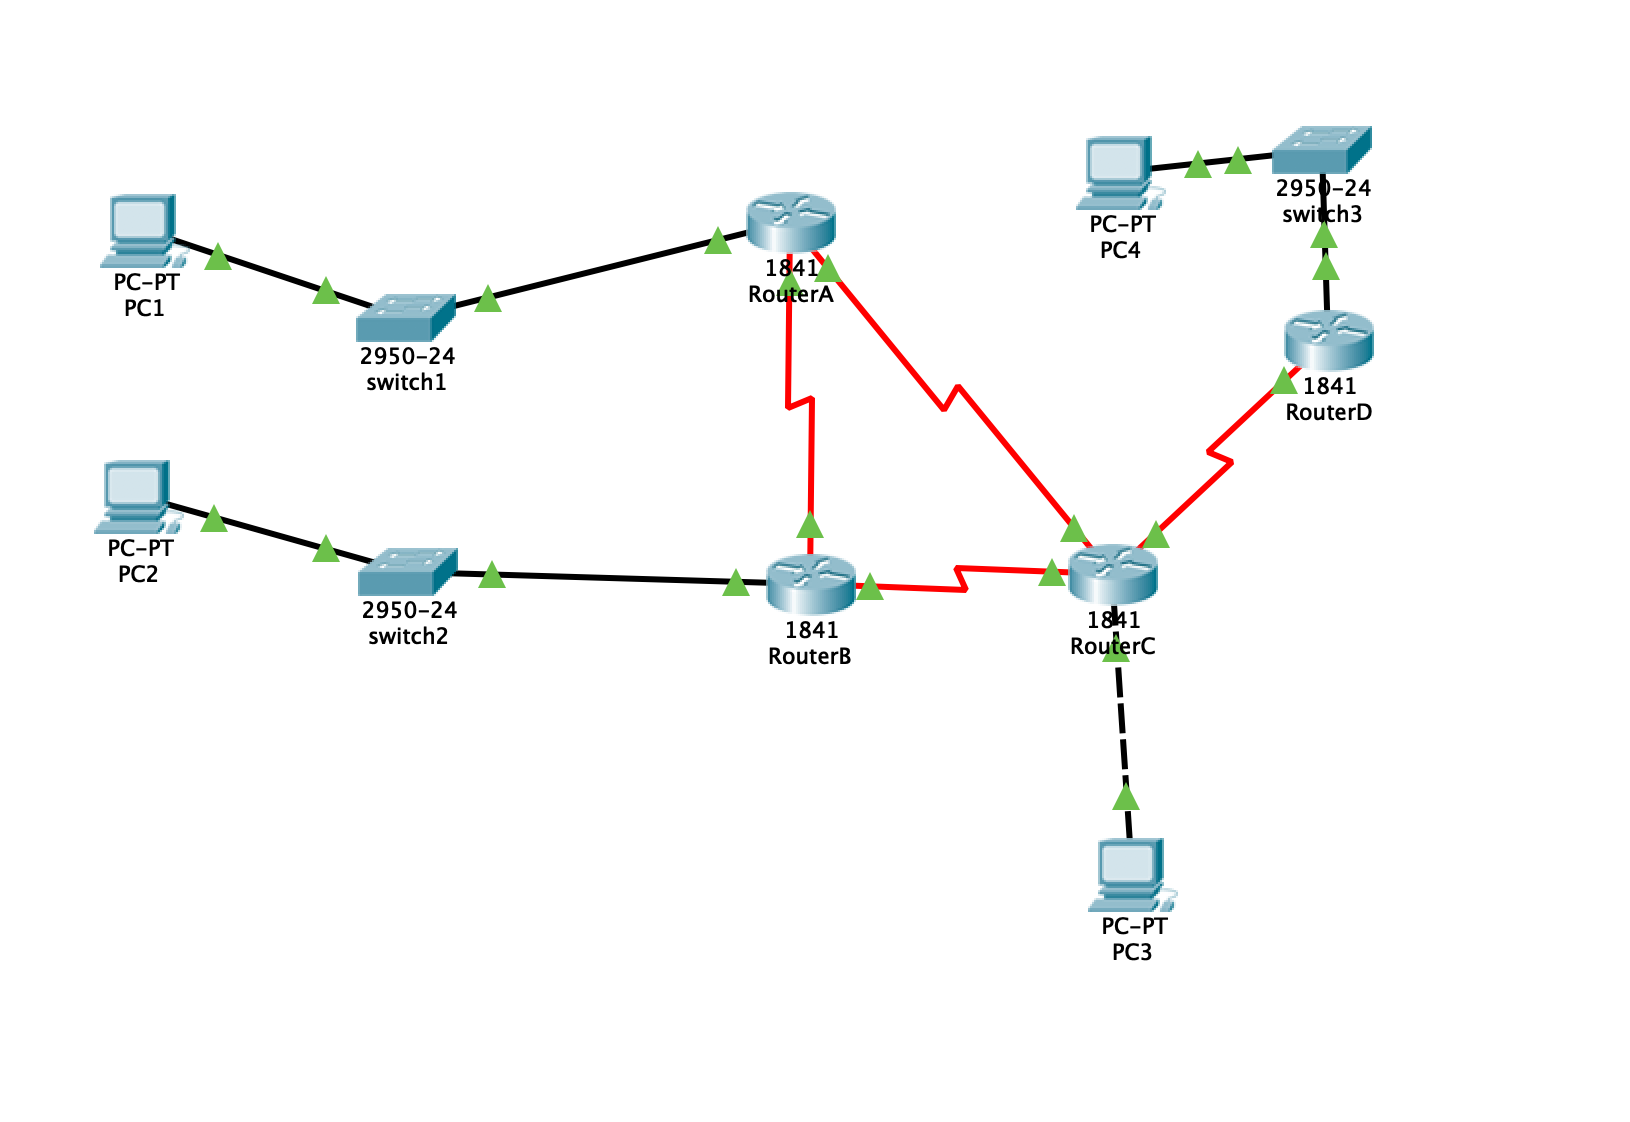 PC-PT
PC1
2950-24
switch1
1841
RouterA
PC-PT
PC4
2950-24
switch3
1841
RouterD
PC-PT
PC2
2950-24
switch2
1841
RouterB
1841
RouterC
PC-PT
PC3